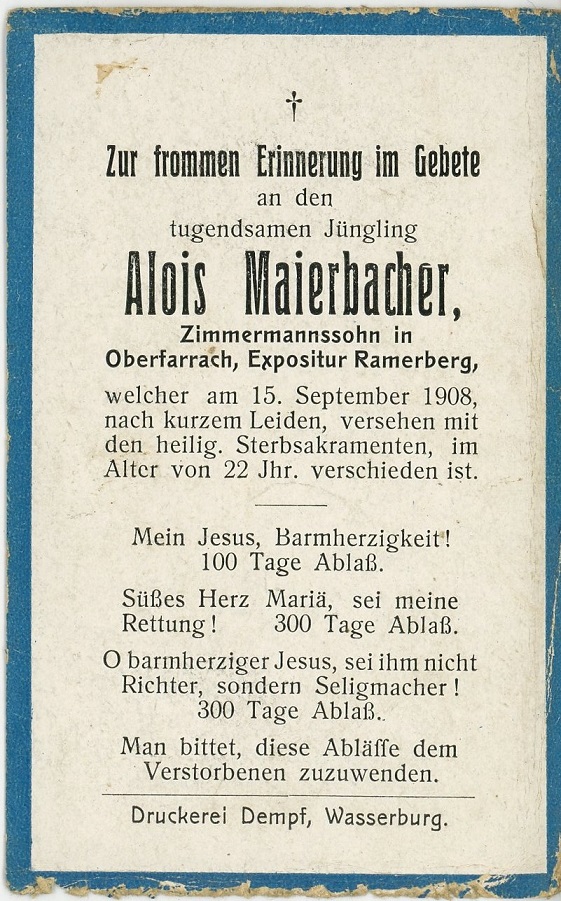 †
Zur frommen Erinnerung im Gebete
an den
tugendsamen Jüngling
Alois Maierbacher,
Zimmermannssohn in
Oberfarrach, Expositur Ramerberg,
welcher am 15. September 1908,
nach kurzem Leiden, versehen mit
den heilig. Sterbsakramenten, im
Alter von 22 Jhr. verschieden ist.
Mein Jesus, Barmherzigkeit!
100 Tage Ablaß.
Süßes Herz Mariä, sei meine
Rettung! 300 Tage Ablaß.
O barmherziger Jesus, sei ihm nicht
Richter, sondern Seligmacher!
300 Tage Ablaß.
Man bittet, diese Abläſſe dem
Verstorbenen zuzuwenden.
Druckerei Dempf, Wasserburg.